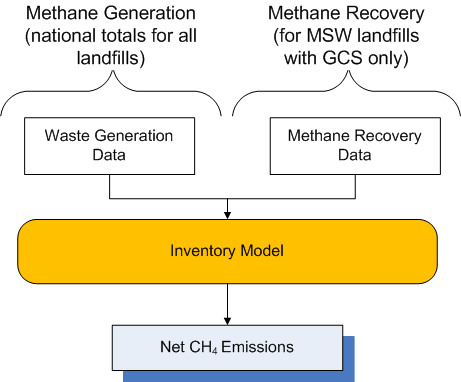 Methane Generation
(national totals for all
landfills)
Methane Recovery
(for MSW landfills
with GCS only)
Waste Generation
Data
Methane Recovery
Data
Inventory Model
Net CH₄ Emissions